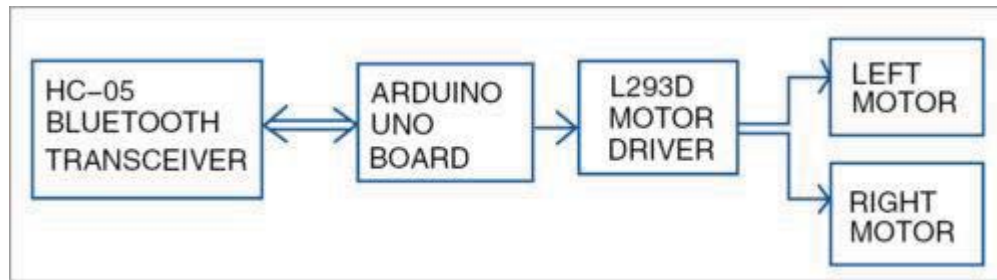 HC-05
BLUETOOTH
TRANSCEIVER
ARDUINO
UNO
BOARD
L293D
MOTOR
DRIVER
LEFT
MOTOR
RIGHT
MOTOR